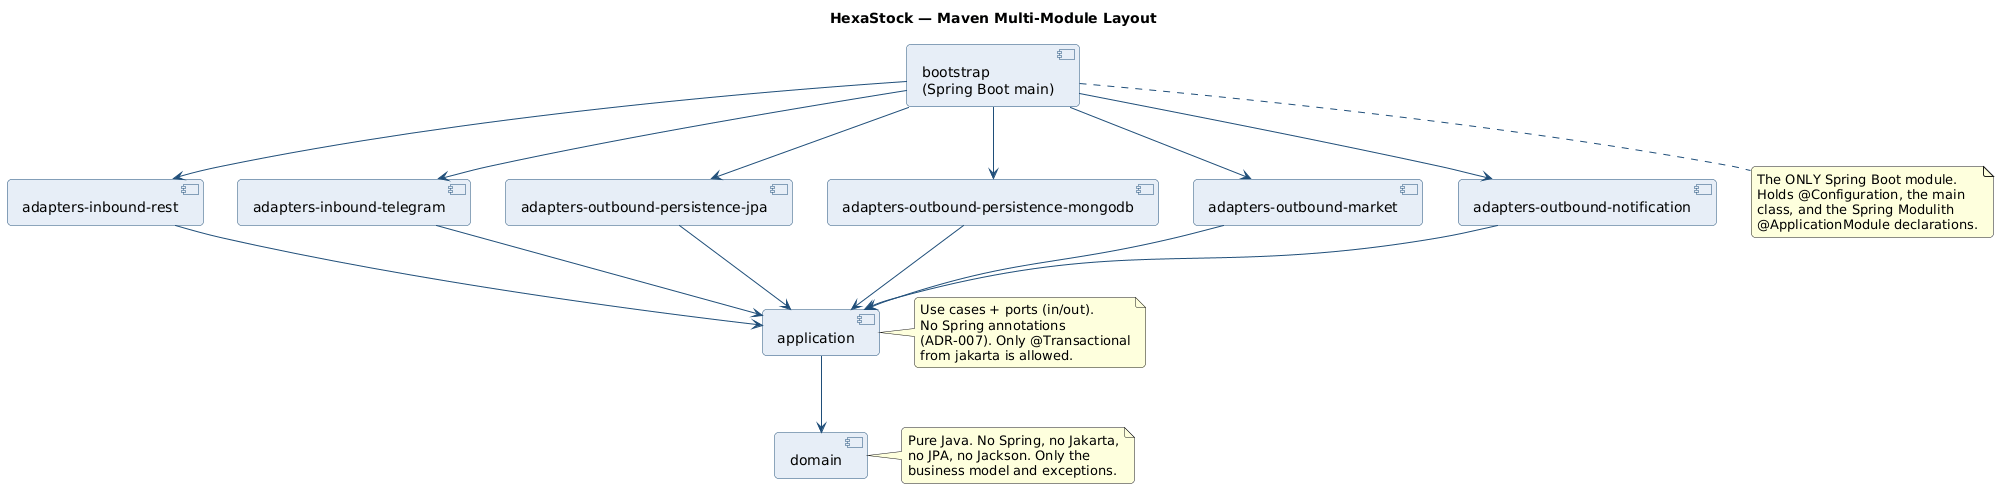 HexaStock — Maven Multi-Module Layout
bootstrap
(Spring Boot main)
The ONLY Spring Boot module.
Holds @Configuration, the main
class, and the Spring Modulith
@ApplicationModule declarations.
adapters-inbound-rest
adapters-inbound-telegram
adapters-outbound-persistence-jpa
adapters-outbound-persistence-mongodb
adapters-outbound-market
adapters-outbound-notification
application
Use cases + ports (in/out).
No Spring annotations
(ADR-007). Only @Transactional
from jakarta is allowed.
domain
Pure Java. No Spring, no Jakarta,
no JPA, no Jackson. Only the
business model and exceptions.